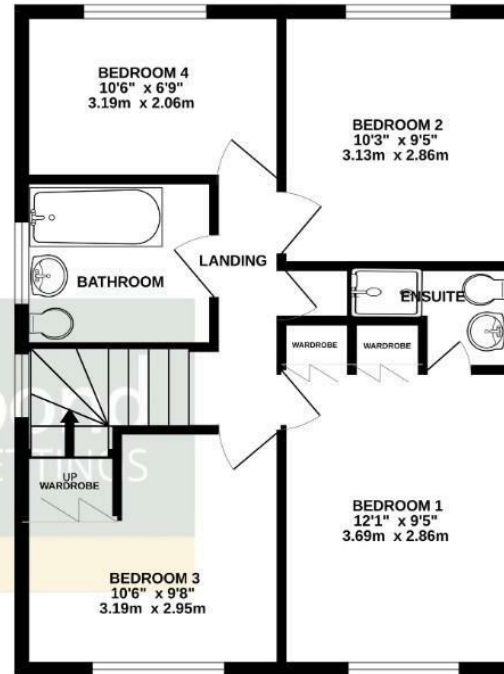 BEDROOM 4
10'6" x 6'9"
3.19m x 2.06m
BEDROOM 2
10'3" x 9'5"
3.13m x 2.86m
LANDING
BATHROOM
ENSUITE
WARDROBE
WARDROBE
UP
WARDROBE
BEDROOM 1
12'1" x 9'5"
3.69m x 2.86m
BEDROOM 3
10'6" x 9'8"
3.19m x 2.95m